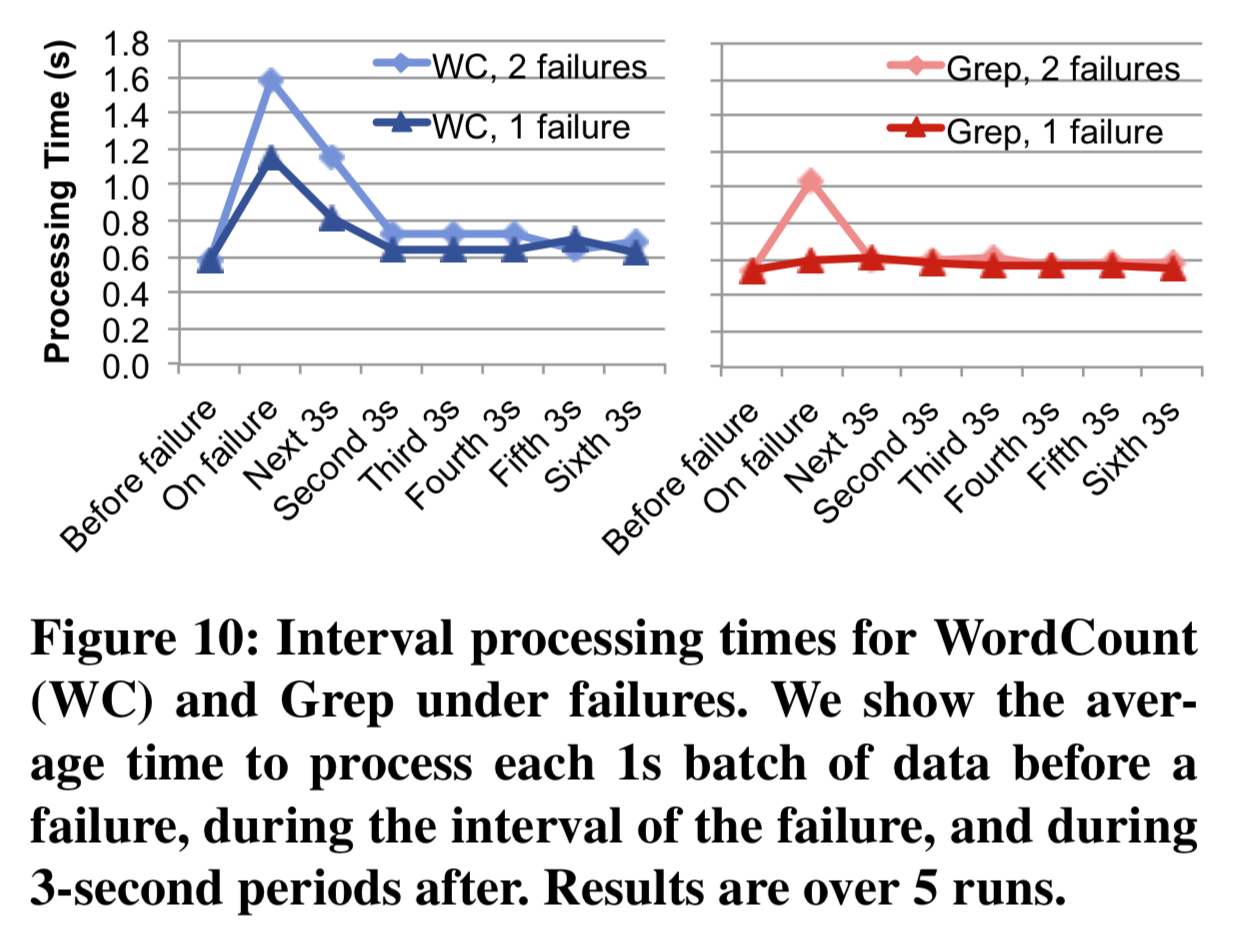 Processing Time (s)
1.8
1.6
1.4
1.2
1.0
0.8
0.6
0.4
0.2
0.0
WC, 2 failures
WC, 1 failure
Before failure
On failure
Next 3s
Second 3s
Third 3s
Fourth 3s
Fifth 3s
Sixth 3s
Grep, 2 failures
Grep, 1 failure
Before failure
On failure
Next 3s
Second 3s
Third 3s
Fourth 3s
Fifth 3s
Sixth 3s
Figure 10: Interval processing times for WordCount
(WC) and Grep under failures. We show the aver-
age time to process each 1s batch of data before a
failure, during the interval of the failure, and during
3-second periods after. Results are over 5 runs.